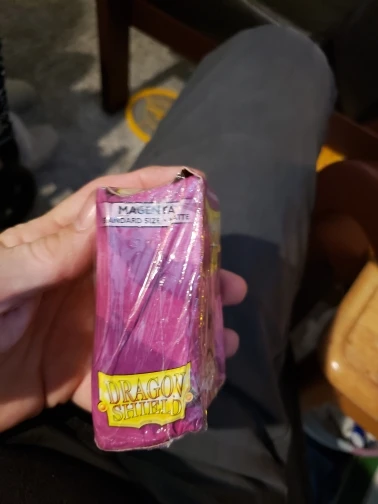 MAGENTA
STANDARD SIZE • MATTE
DRAGON
SHIELD